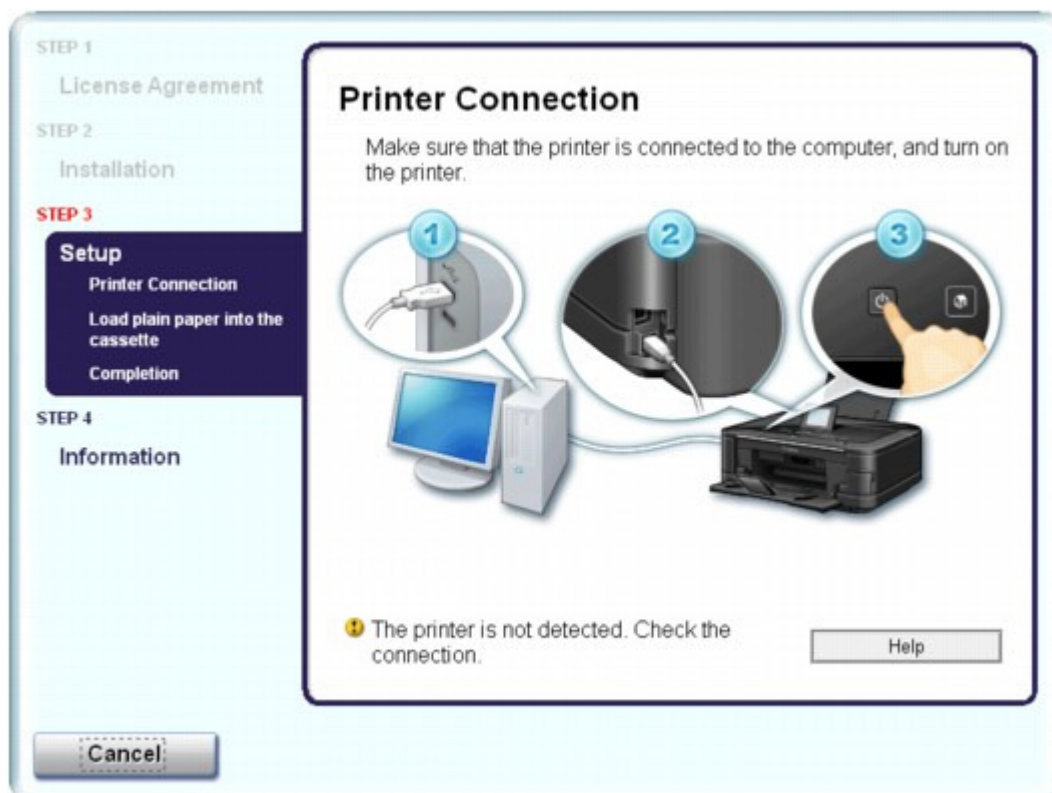 STEP 1
License Agreement
STEP 2
Installation
STEP 3
Setup
Printer Connection
Load plain paper into the
cassette
Completion
STEP 4
Information
Printer Connection
Make sure that the printer is connected to the computer, and turn on
the printer.
1
2
3
The printer is not detected. Check the
connection.
Help
Cancel